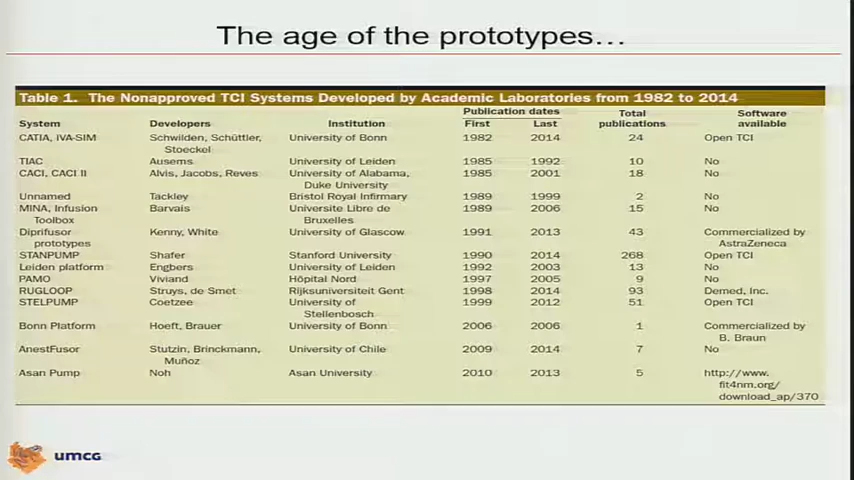 The age of the prototypes...
Table 1. The Nonapproved TCI Systems Developed by Academic Laboratories from 1982 to 2014
Publication dates Total Software
System Developers Institution First Last publications available
CATIA, IVA-SIM Schwilden, Schüttler, University of Bonn 1982 2014 24 Open TCI
Stoeckel
TIAC Ausems University of Leiden 1985 1992 10 No
CACI, CACI II Alvis, Jacobs, Reves University of Alabama, 1985 2001 18 No
Duke University
Unnamed Tackley Bristol Royal Infirmary 1989 1999 2 No
MINA, Infusion Barvais Universite Libre de 1989 2006 15 No
Toolbox Bruxelles
Diprifusor Kenny, White University of Glasgow 1991 2013 43 Commercialized by
prototypes AstraZeneca
STANPUMP Shafer Stanford University 1990 2014 268 Open TCI
Leiden platform Engbers University of Leiden 1992 2003 13 No
PAMO Viviand Hôpital Nord 1997 2005 9 No
RUGLOOP Struys, de Smet Rijksuniversiteit Gent 1998 2014 93 Demed, Inc.
STELPUMP Coetzee University of 1999 2012 51 Open TCI
Stellenbosch
Bonn Platform Hoeft, Brauer University of Bonn 2006 2006 1 Commercialized by
B. Braun
AnestFusor Stutzin, Brinckmann, University of Chile 2009 2014 7 No
Muñoz
Asan Pump Noh Asan University 2010 2013 5 http://www.
fit4nm.org/
download_ap/370
umcg